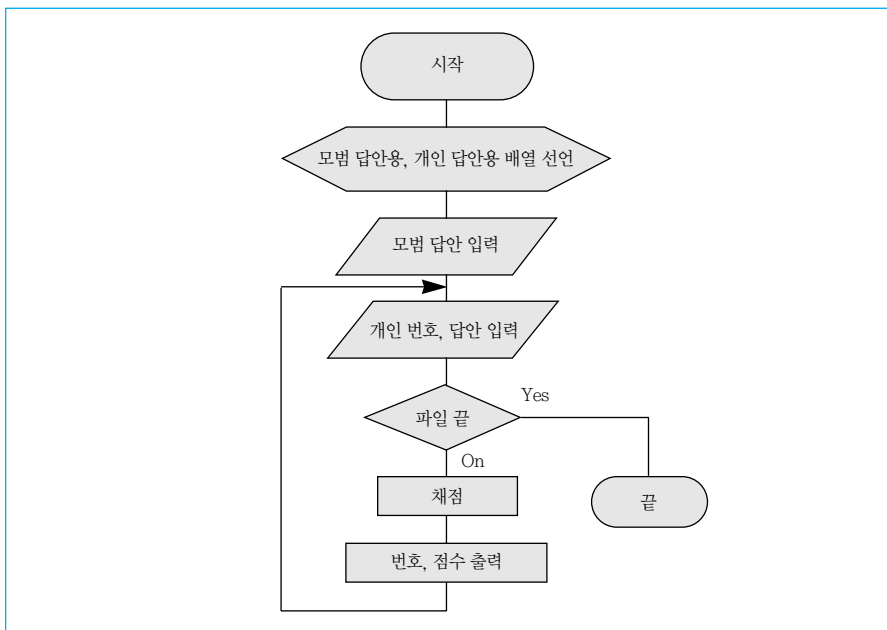 시작
모범 답안용, 개인 답안용 배열 선언
모범 답안 입력
개인 번호, 답안 입력
파일 끝
Yes
On
채점
끝
번호, 점수 출력